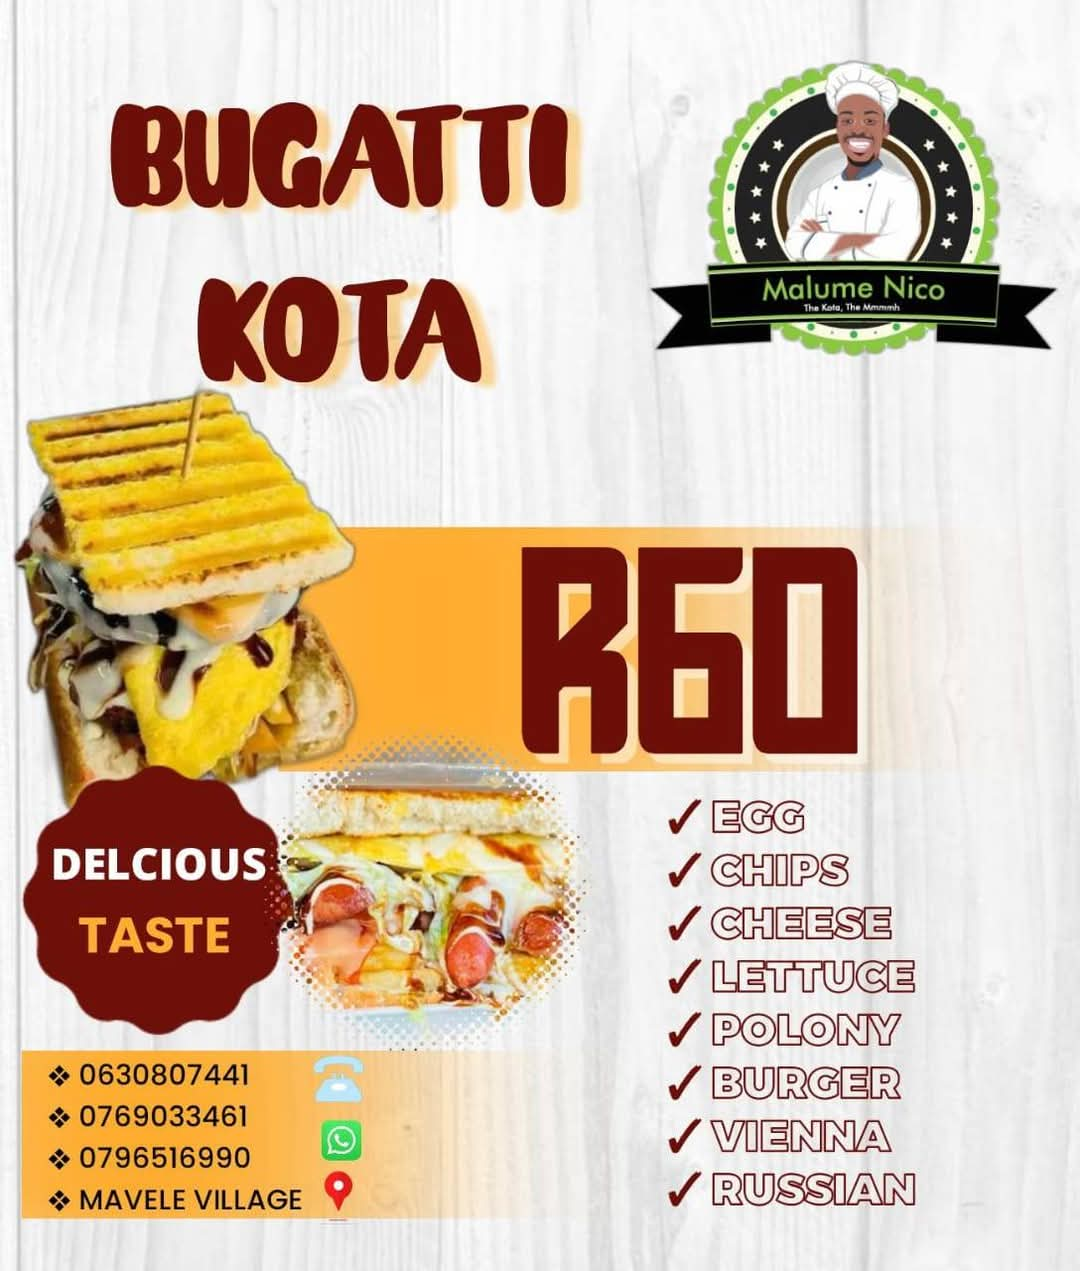 BUGATTI
KOTA
Malume Nico
The Kota, The Mmmmh
R60
DELCIOUS
TASTE
✓ EGG
✓ CHIPS
✓ CHEESE
✓ LETTUCE
✓ POLONY
✓ BURGER
✓ VIENNA
✓ RUSSIAN
❖ 0630807441
❖ 0769033461
❖ 0796516990
❖ MAVELE VILLAGE